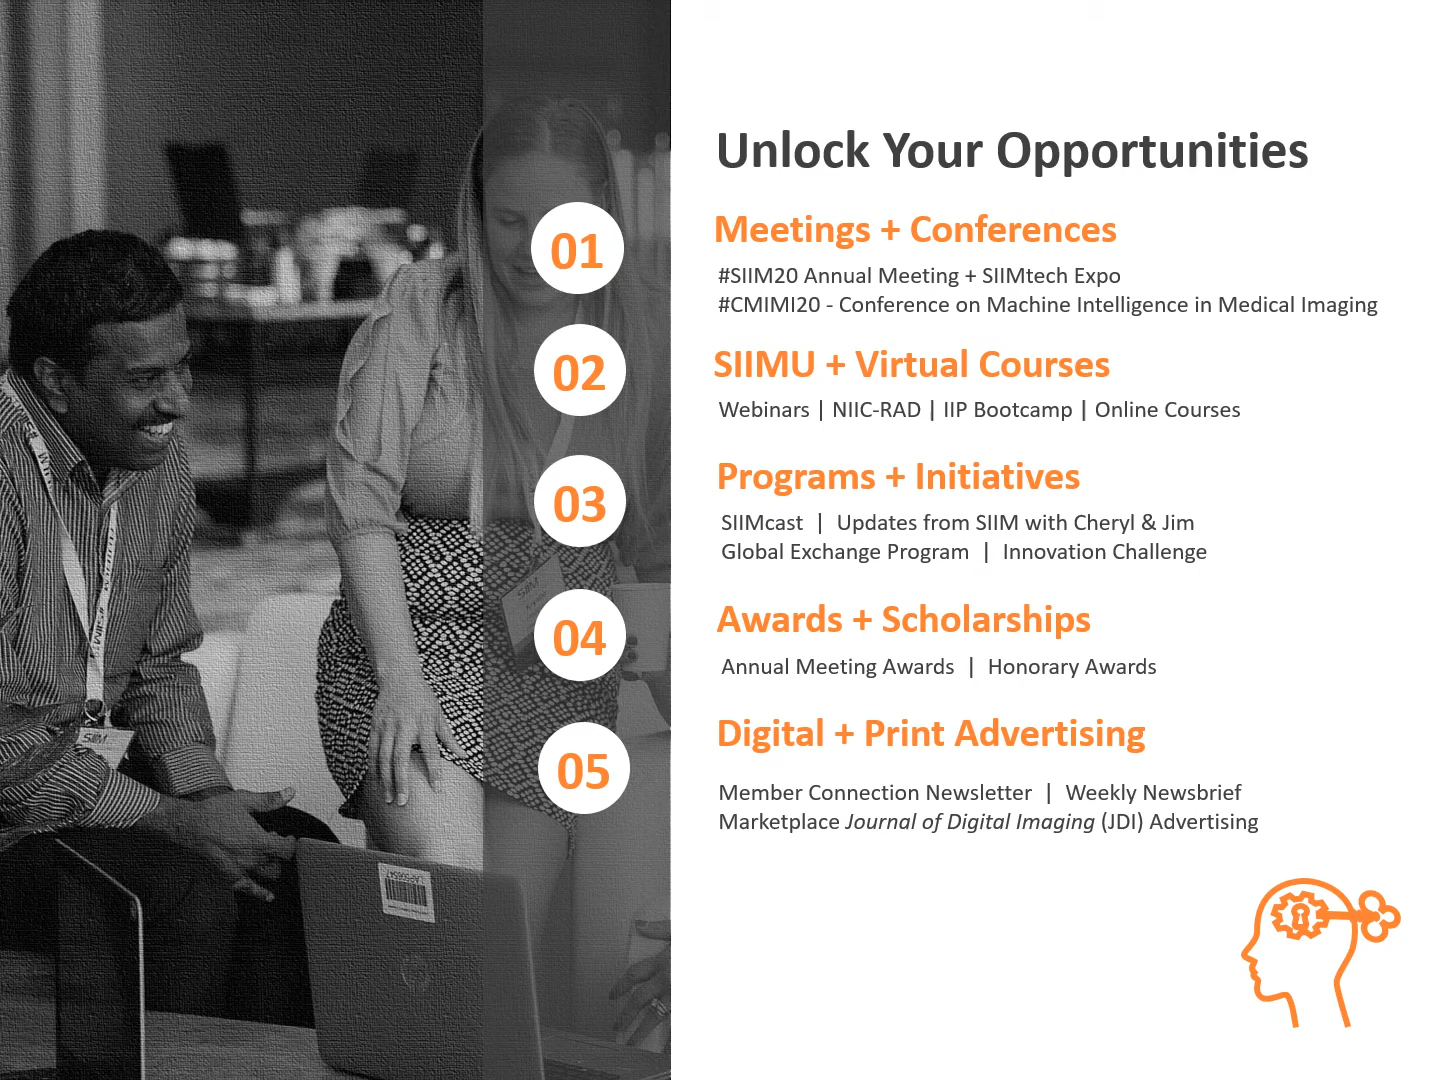 Unlock Your Opportunities
01
Meetings + Conferences
#SIIM20 Annual Meeting + SIIMtech Expo
#CMIMI20 - Conference on Machine Intelligence in Medical Imaging
02
SIIMU + Virtual Courses
Webinars | NIIC-RAD | IIP Bootcamp | Online Courses
03
Programs + Initiatives
SIIMcast | Updates from SIIM with Cheryl & Jim
Global Exchange Program | Innovation Challenge
04
Awards + Scholarships
Annual Meeting Awards | Honorary Awards
05
Digital + Print Advertising
Member Connection Newsletter | Weekly Newsbrief
Marketplace Journal of Digital Imaging (JDI) Advertising
SIIM
SIIM